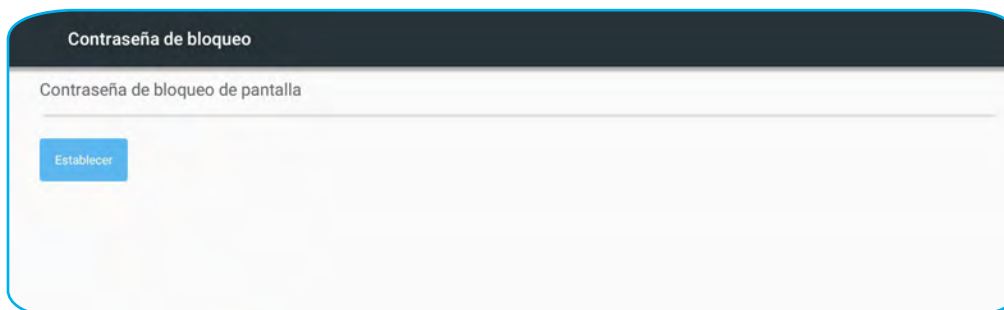 Contraseña de bloqueo
Contraseña de bloqueo de pantalla
Establecer